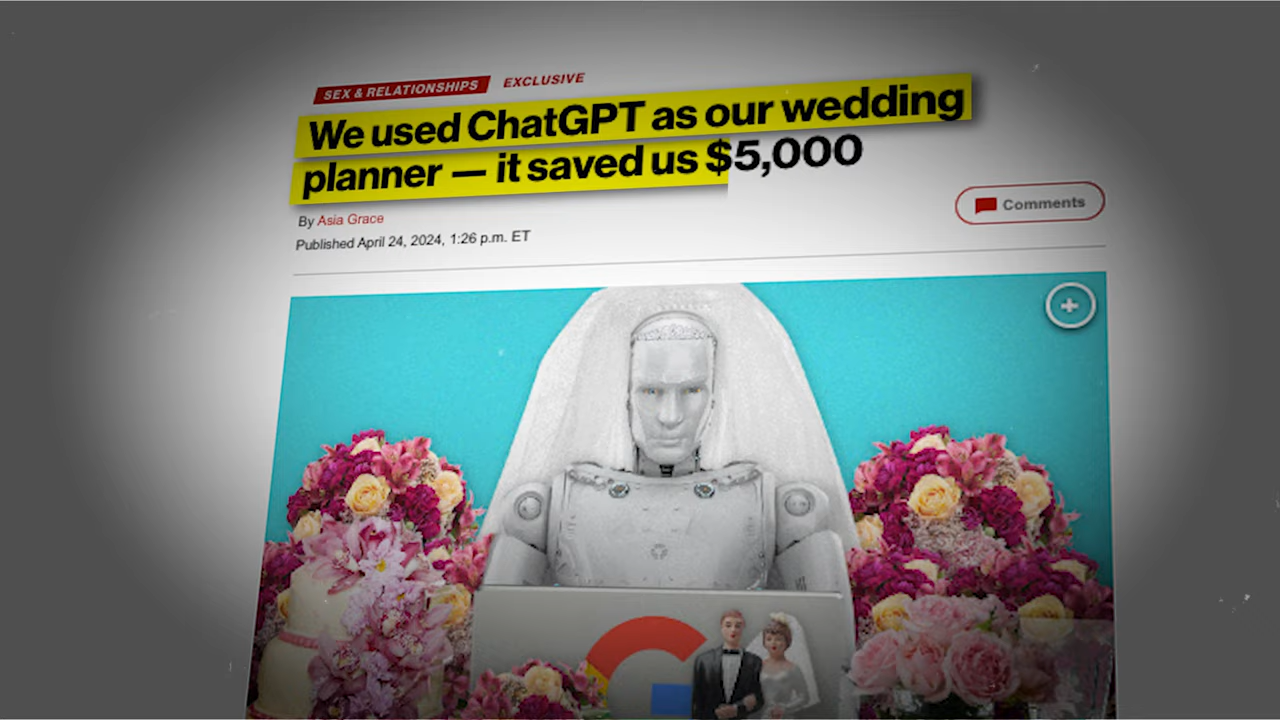 SEX & RELATIONSHIPS EXCLUSIVE
We used ChatGPT as our wedding
planner — it saved us $5,000
By Asia Grace
Published April 24, 2024, 1:26 p.m. ET
Comments